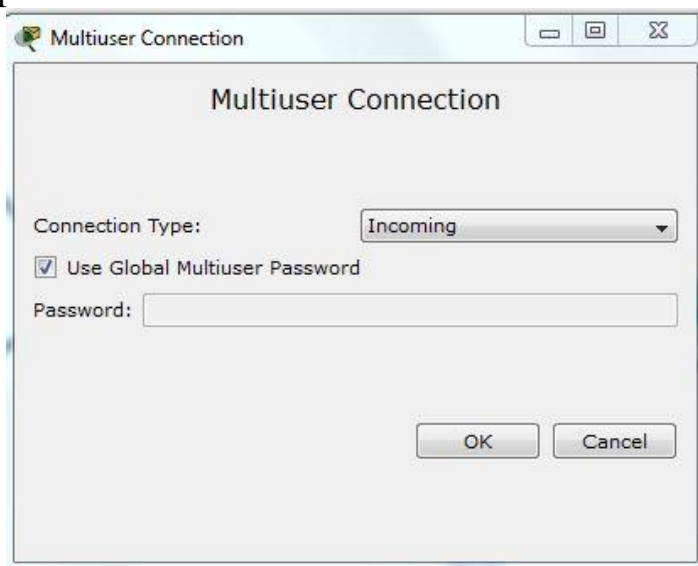 Multiuser Connection
Multiuser Connection
Connection Type: Incoming
Use Global Multiuser Password
Password:
OK Cancel